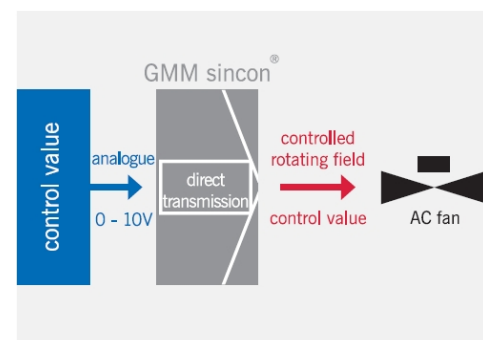 GMM sincon®
control value
analogue
0 - 10V
direct
transmission
controlled
rotating field
control value
AC fan